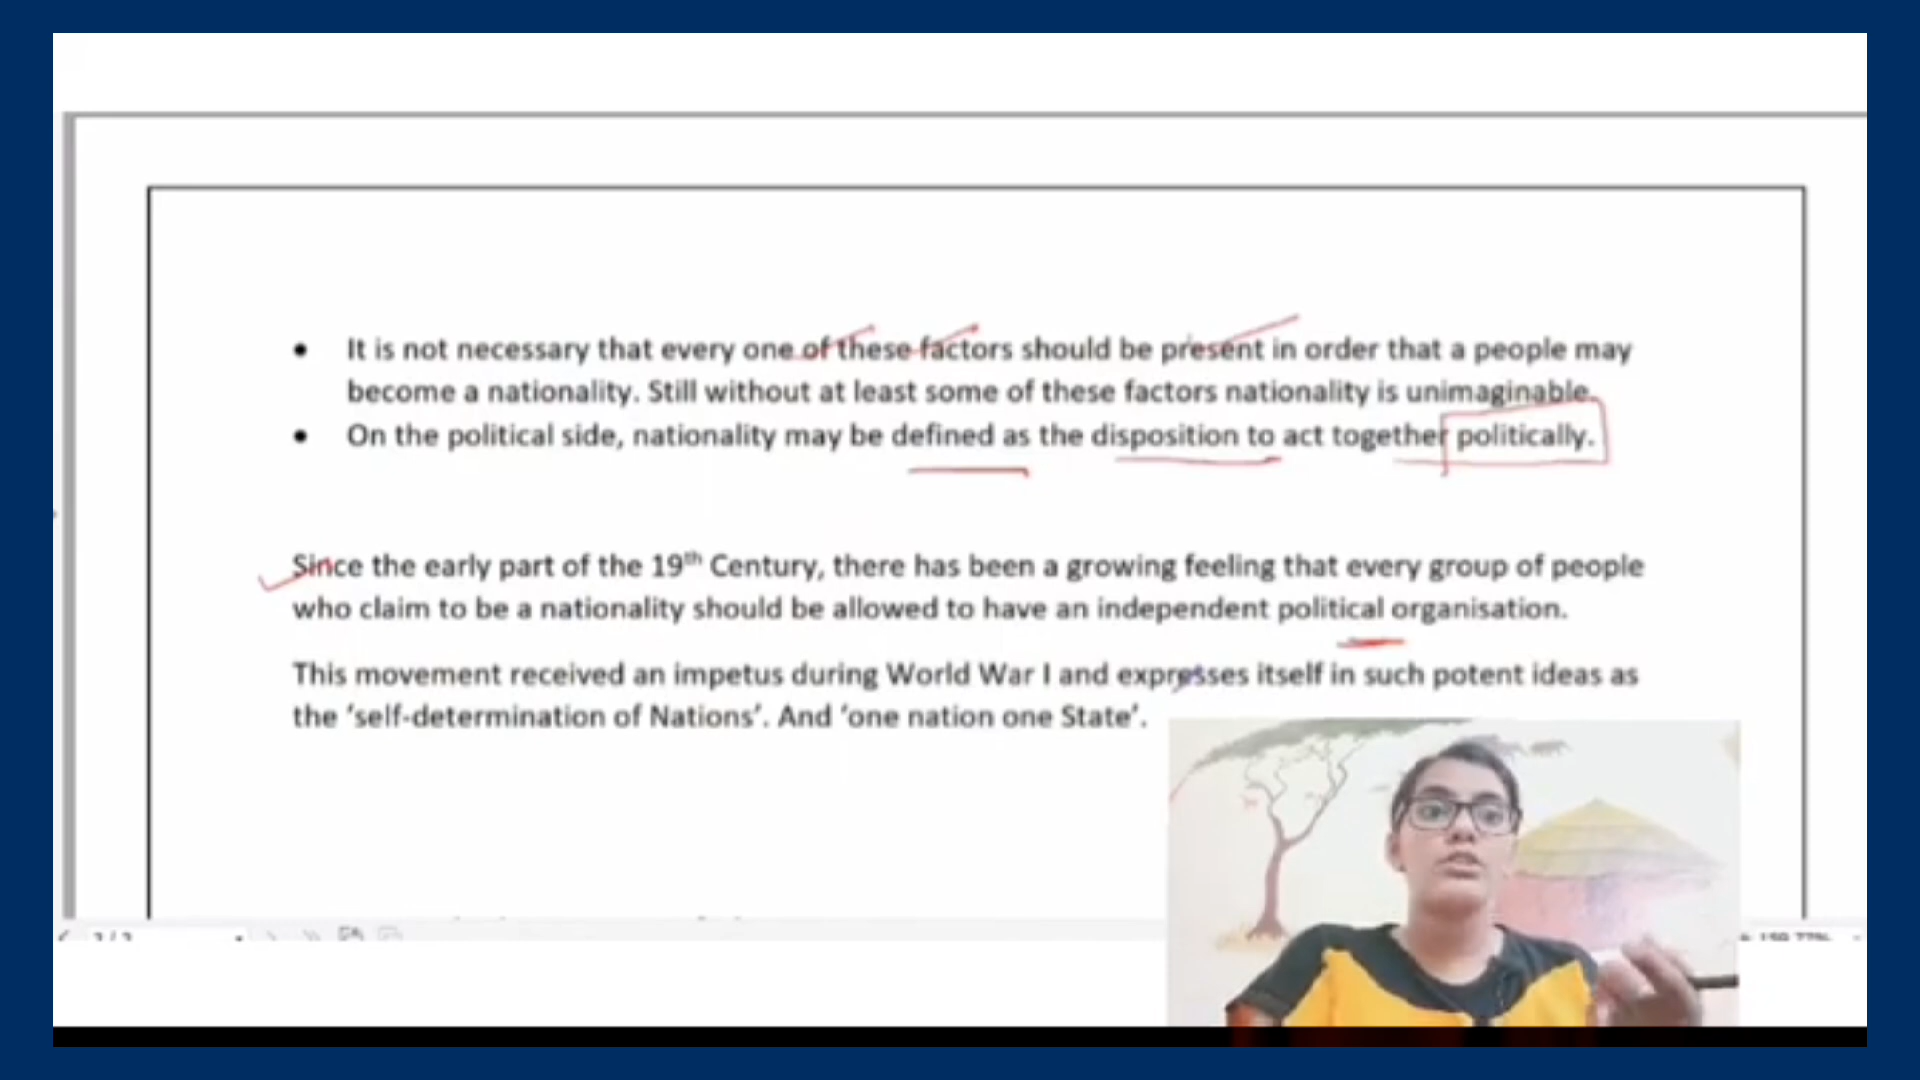 • It is not necessary that every one of these factors should be present in order that a people may
become a nationality. Still without at least some of these factors nationality is unimaginable.
• On the political side, nationality may be defined as the disposition to act together politically.
Since the early part of the 19th Century, there has been a growing feeling that every group of people
who claim to be a nationality should be allowed to have an independent political organisation.
This movement received an impetus during World War I and expresses itself in such potent ideas as
the ‘self-determination of Nations’. And ‘one nation one State’.